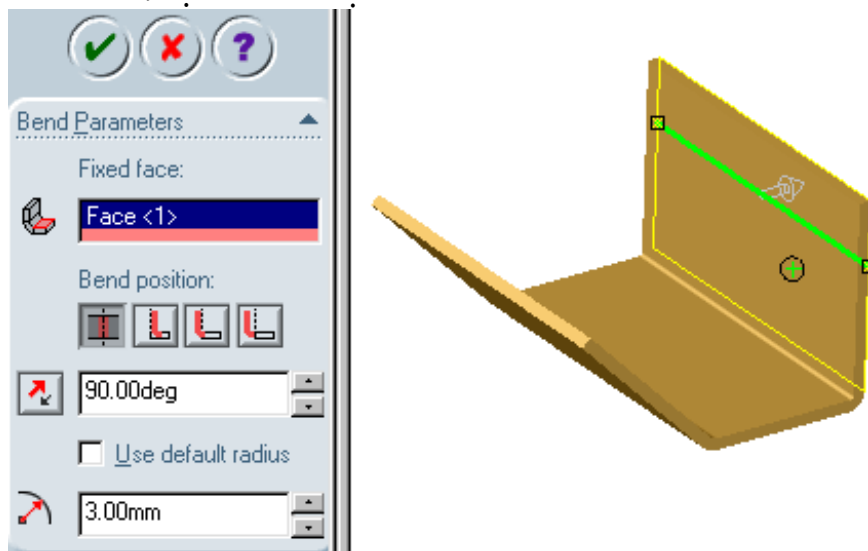 ?
Bend Parameters
Fixed face:
Face <1>
Bend position:
90.00deg
Use default radius
3.00mm